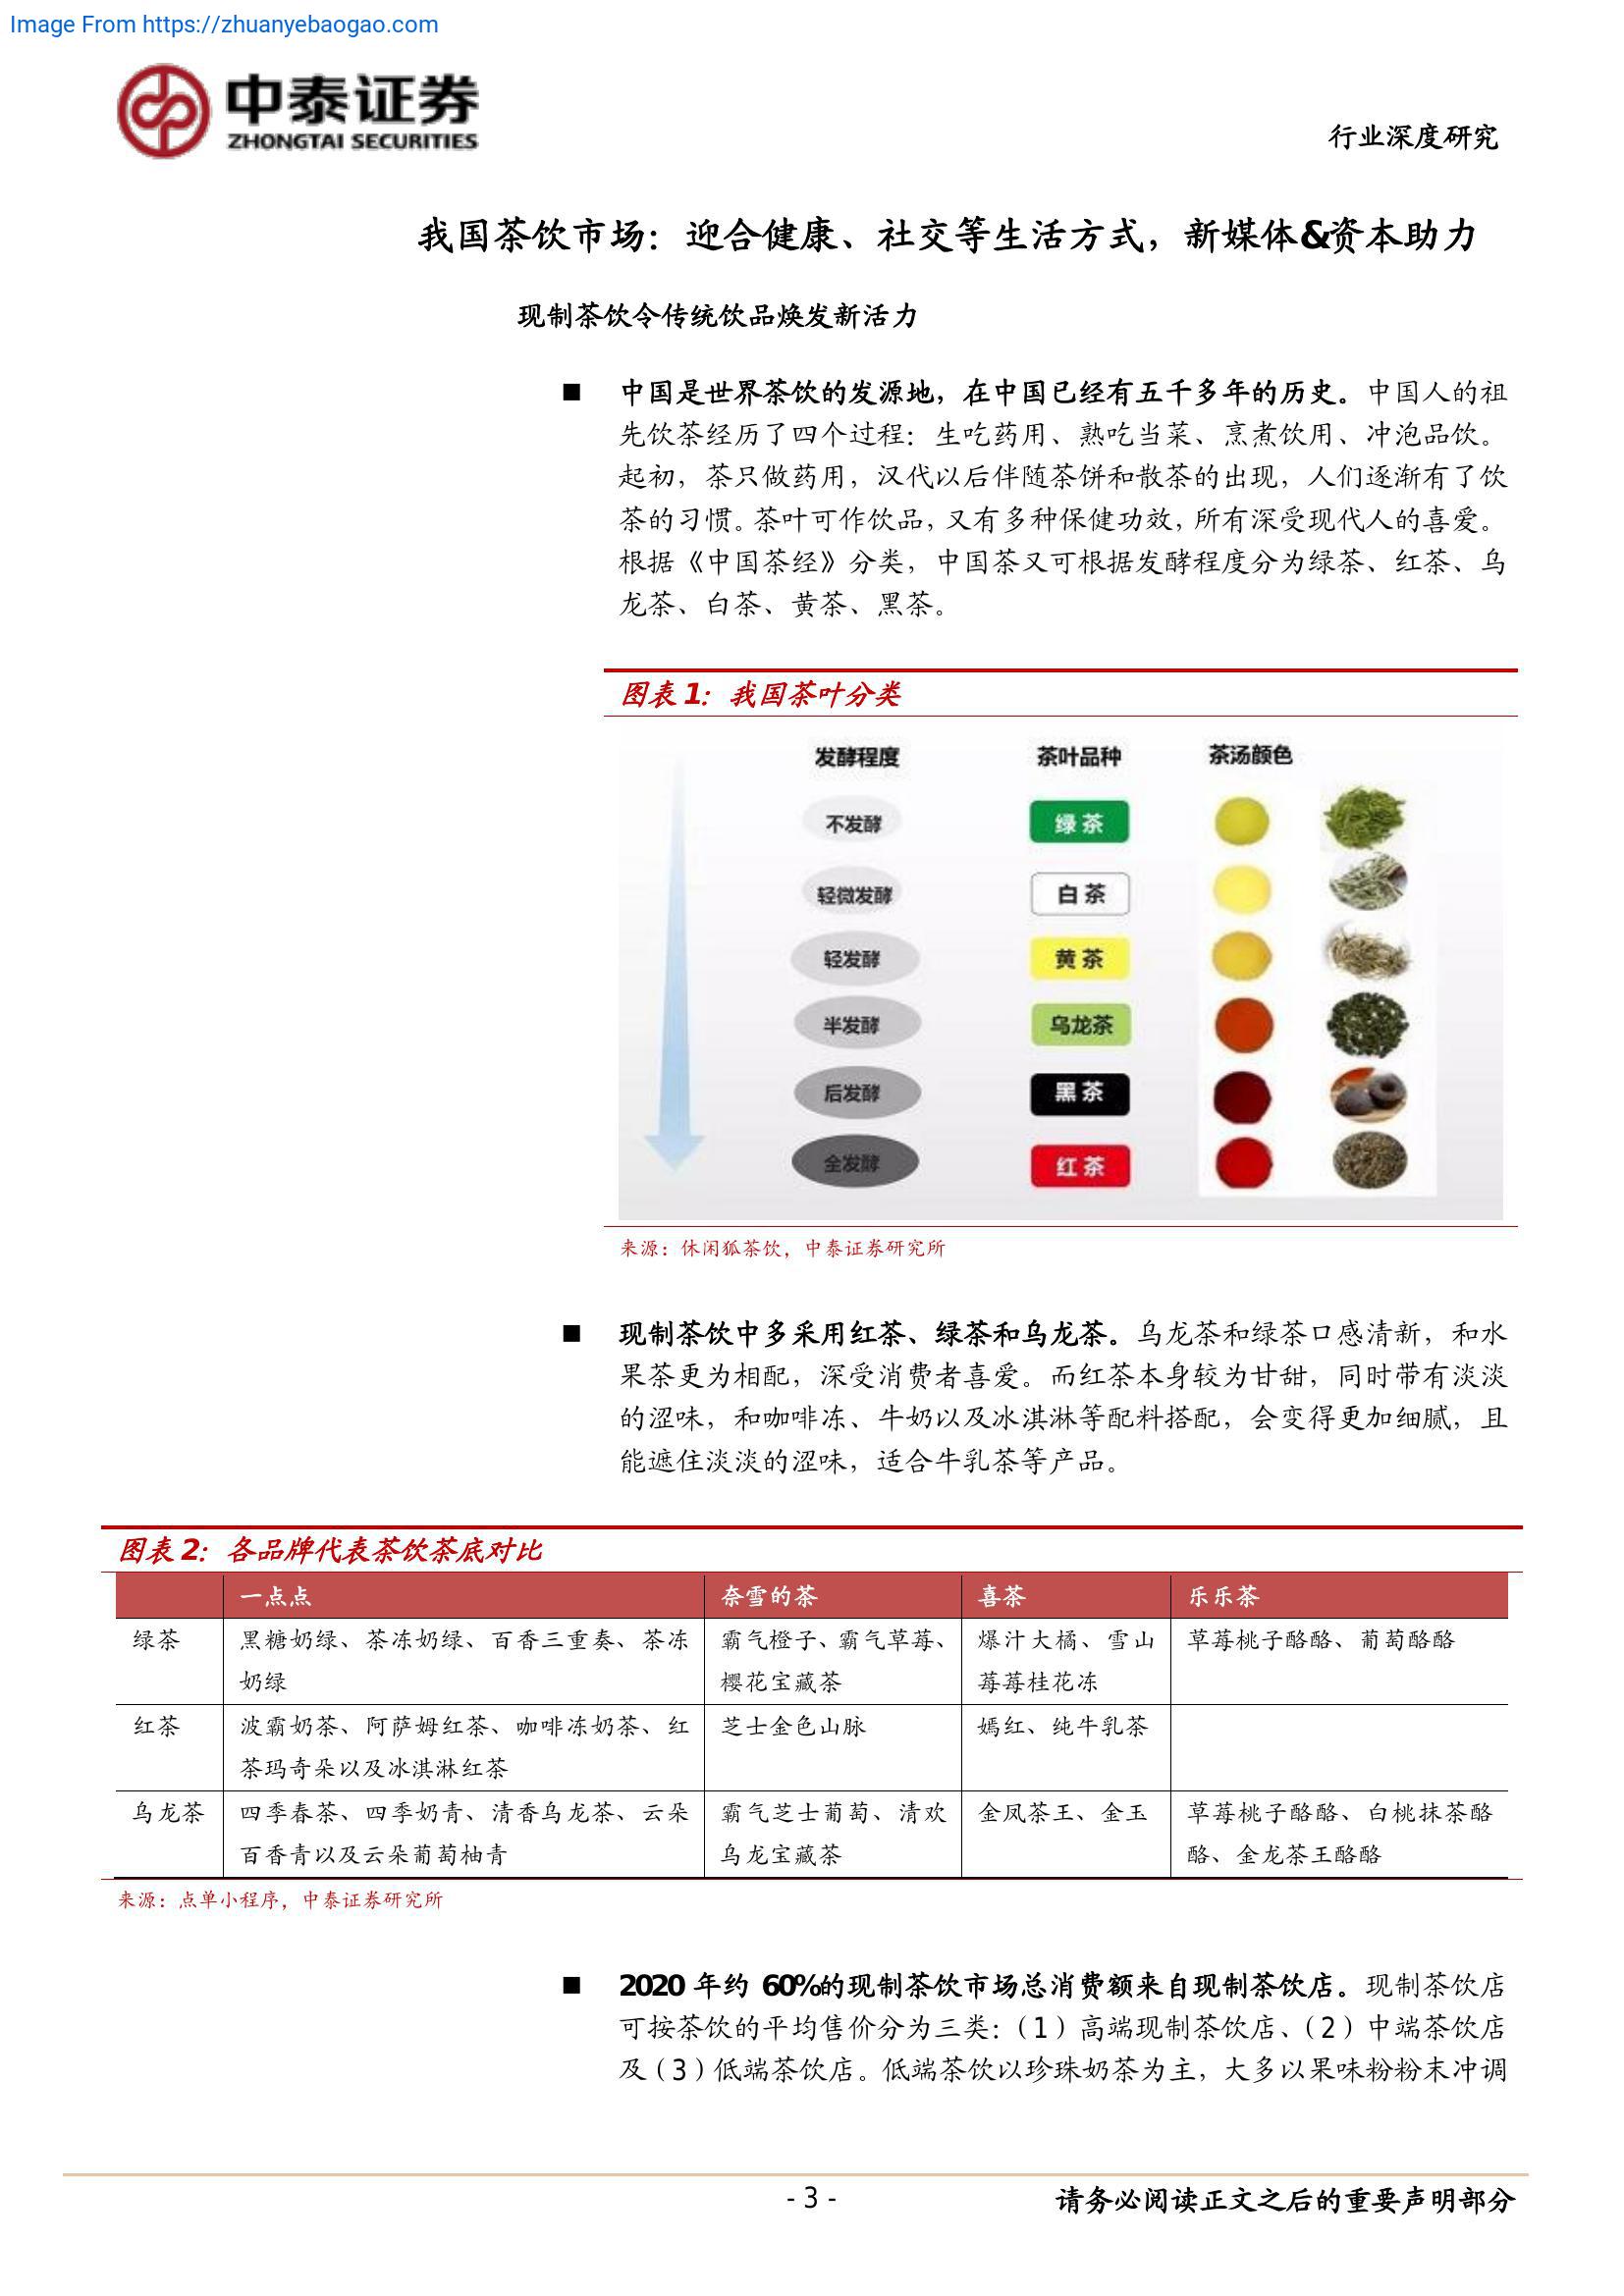 Image From https://zhuanyebaogao.com
中泰证券
ZHONGTAI SECURITIES
行业深度研究
我国茶饮市场：迎合健康、社交等生活方式，新媒体&资本助力
现制茶饮令传统饮品焕发新活力
■ 中国是世界茶饮的发源地，在中国已经有五千多年的历史。中国人的祖
先饮茶经历了四个过程：生吃药用、熟吃当菜、烹煮饮用、冲泡品饮。
起初，茶只做药用，汉代以后伴随茶饼和散茶的出现，人们逐渐有了饮
茶的习惯。茶叶可作饮品，又有多种保健功效，所有深受现代人的喜爱。
根据《中国茶经》分类，中国茶又可根据发酵程度分为绿茶、红茶、乌
龙茶、白茶、黄茶、黑茶。
图表 1：我国茶叶分类
发酵程度 茶叶品种 茶汤颜色
不发酵 绿茶
轻微发酵 白茶
轻发酵 黄茶
半发酵 乌龙茶
后发酵 黑茶
全发酵 红茶
来源：休闲狐茶饮，中泰证券研究所
■ 现制茶饮中多采用红茶、绿茶和乌龙茶。乌龙茶和绿茶口感清新，和水
果茶更为相配，深受消费者喜爱。而红茶本身较为甘甜，同时带有淡淡
的涩味，和咖啡冻、牛奶以及冰淇淋等配料搭配，会变得更加细腻，且
能遮住淡淡的涩味，适合牛乳茶等产品。
图表 2：各品牌代表茶饮茶底对比
一点点 奈雪的茶 喜茶 乐乐茶
绿茶 黑糖奶绿、茶冻奶绿、百香三重奏、茶冻 霸气橙子、霸气草莓、 爆汁大橘、雪山 草莓桃子酪酪、葡萄酪酪
奶绿 樱花宝藏茶 莓莓桂花冻
红茶 波霸奶茶、阿萨姆红茶、咖啡冻奶茶、红 芝士金色山脉 嫣红、纯牛乳茶
茶玛奇朵以及冰淇淋红茶
乌龙茶 四季春茶、四季奶青、清香乌龙茶、云朵 霸气芝士葡萄、清欢 金凤茶王、金玉 草莓桃子酪酪、白桃抹茶酪
百香青以及云朵葡萄柚青 乌龙宝藏茶 酪、金龙茶王酪酪
来源：点单小程序，中泰证券研究所
■ 2020 年约 60%的现制茶饮市场总消费额来自现制茶饮店。现制茶饮店
可按茶饮的平均售价分为三类：（1）高端现制茶饮店、（2）中端茶饮店
及（3）低端茶饮店。低端茶饮以珍珠奶茶为主，大多以果味粉粉末冲调
- 3 -
请务必阅读正文之后的重要声明部分